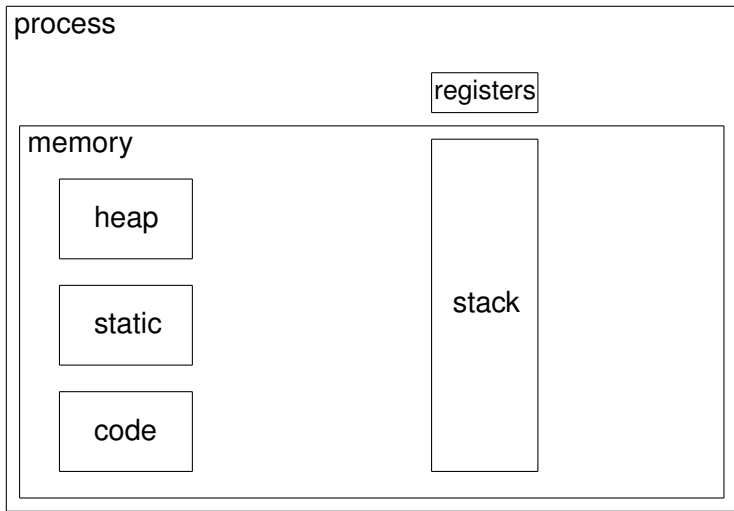 process
registers
memory
heap
static
stack
code